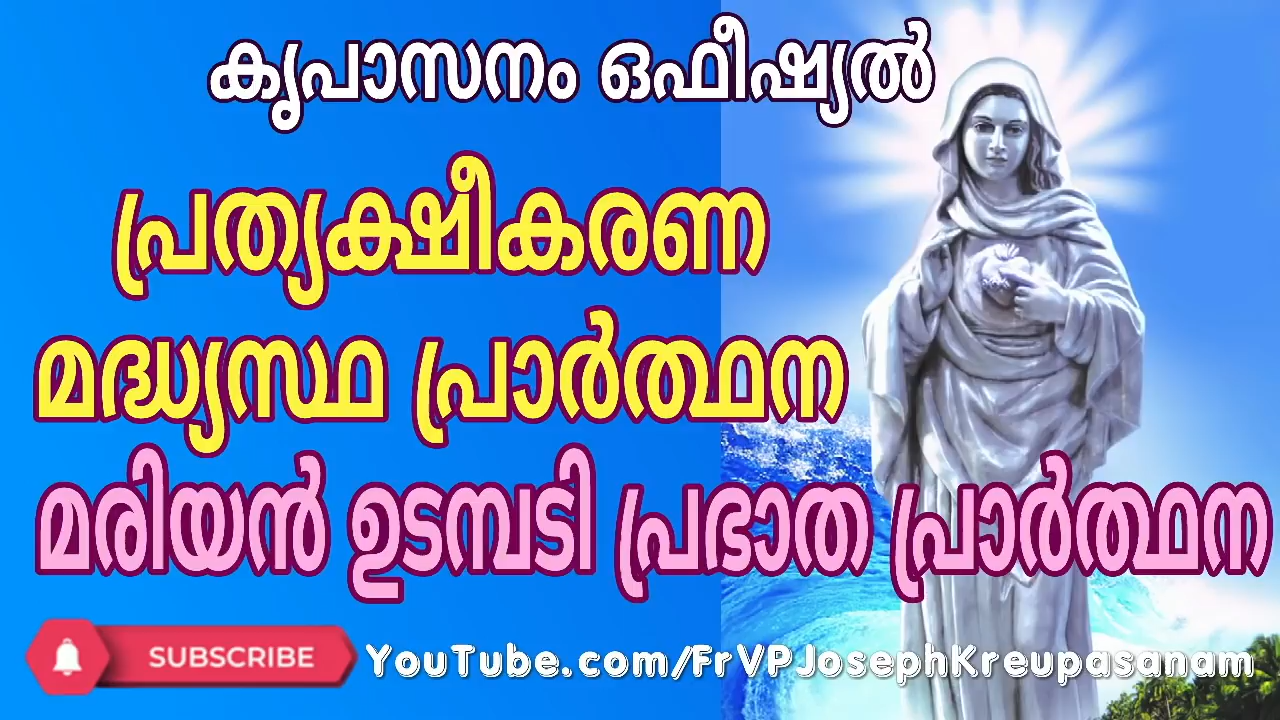 കൃപാസനം ഒഫീഷ്യൽ
പ്രത്യക്ഷീകരണ
മദ്ധ്യസ്ഥ പ്രാർത്ഥന
മരിയൻ ഉടമ്പടി പ്രഭാത പ്രാർത്ഥന
SUBSCRIBE YouTube.com/FrVPJosephKreupasanam